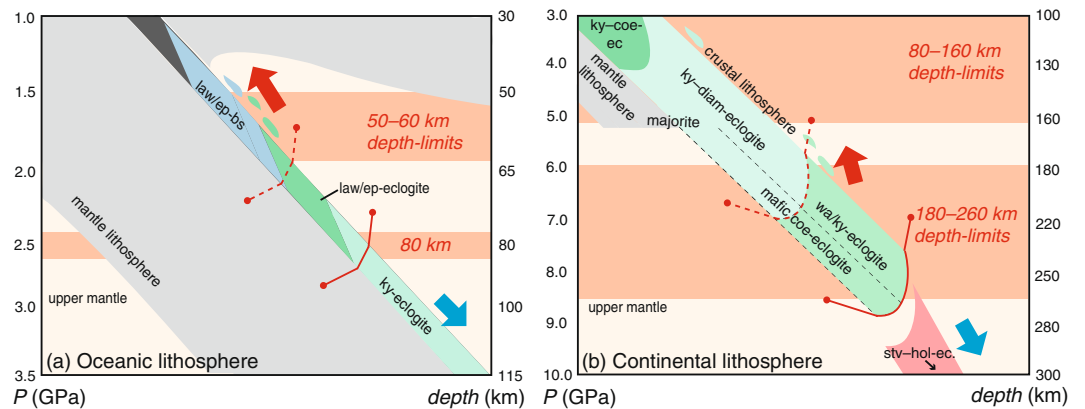 1.0
1.5
2.0
2.5
3.0
3.5
P (GPa)
30
50
65
80
100
115
depth (km)
law/ep-bs
50–60 km
depth-limits
law/ep-eclogite
80 km
mantle lithosphere
upper mantle
ky-eclogite
(a) Oceanic lithosphere
3.0
4.0
5.0
6.0
7.0
8.0
9.0
10.0
P (GPa)
100
130
160
180
220
250
280
300
depth (km)
ky–coe-
ec
mantle
lithosphere
majorite
crustal lithosphere
ky–diam-eclogite
80–160 km
depth-limits
mafic coe-eclogite
wa/ky-eclogite
180–260 km
depth-limits
upper mantle
stv–hol-ec.
(b) Continental lithosphere